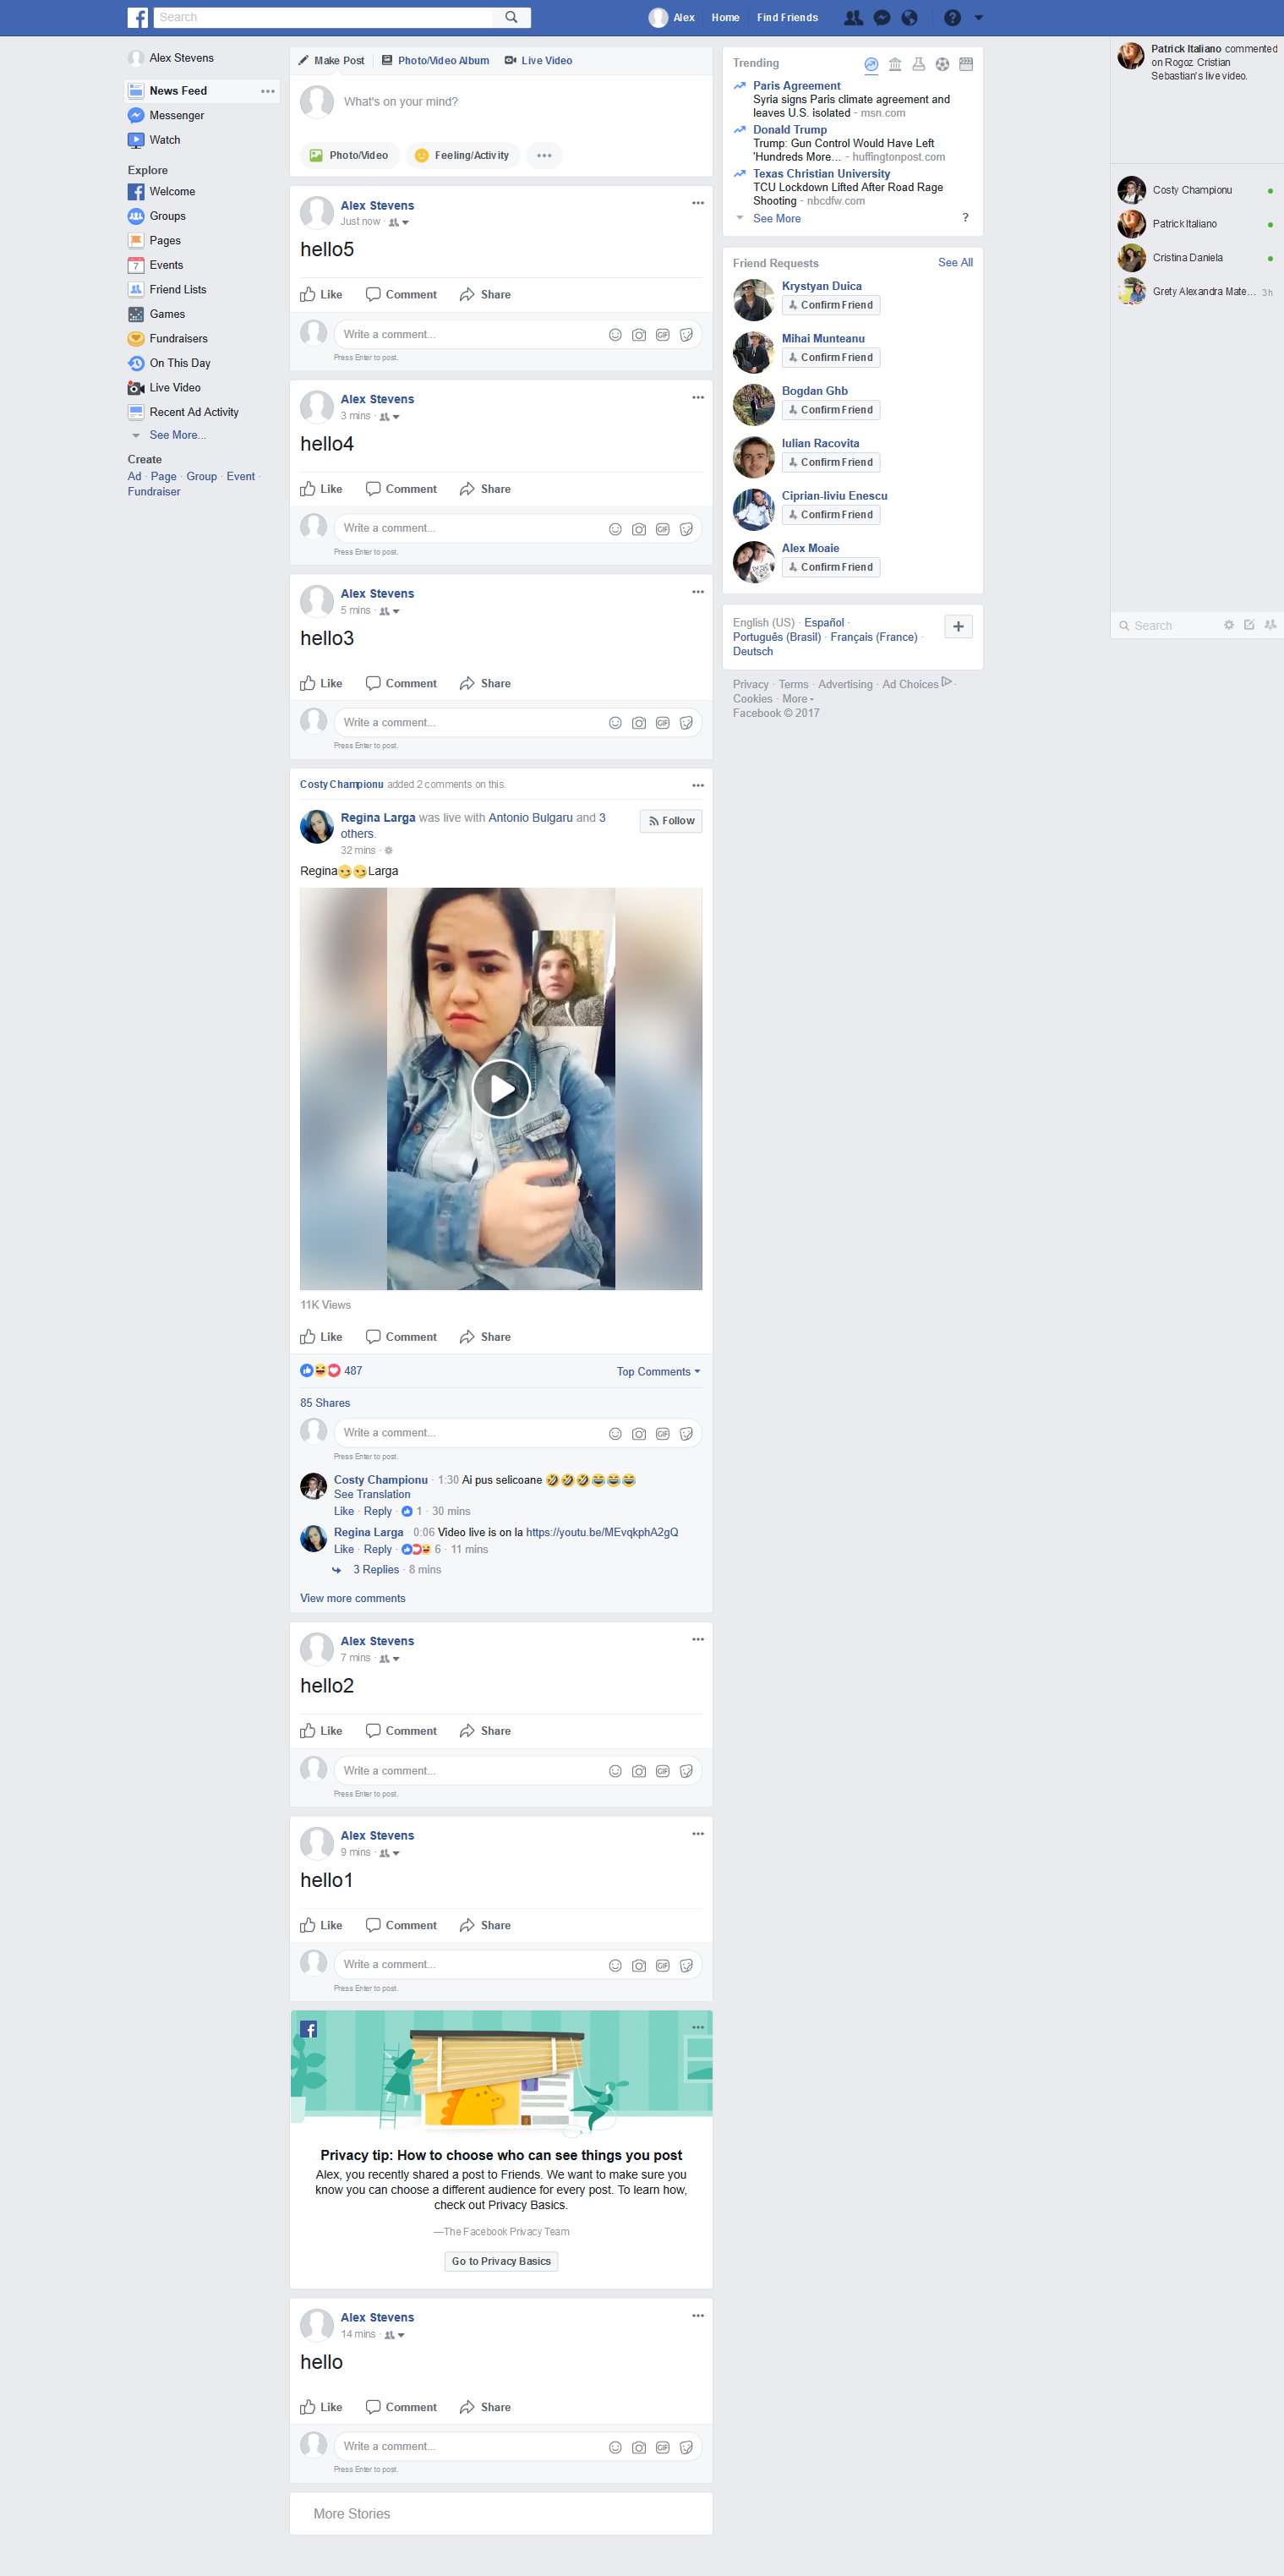 Search
Alex
Home
Find Friends
Alex Stevens
News Feed
Messenger
Watch
Explore
Welcome
Groups
Pages
7
Events
Friend Lists
Games
Fundraisers
On This Day
Live Video
Recent Ad Activity
See More...
Create
Ad · Page · Group · Event ·
Fundraiser
Make Post
Photo/Video Album
Live Video
What's on your mind?
Photo/Video
Feeling/Activity
Alex Stevens
Just now ·
hello5
Like Comment Share
Write a comment...
GIF
Press Enter to post.
Alex Stevens
3 mins ·
hello4
Like Comment Share
Write a comment...
GIF
Press Enter to post.
Alex Stevens
5 mins ·
hello3
Like Comment Share
Write a comment...
GIF
Press Enter to post.
Costy Championu added 2 comments on this.
Regina Larga was live with Antonio Bulgaru and 3
others.
Follow
32 mins ·
Regina😏😏Larga
11K Views
Like Comment Share
487
Top Comments
85 Shares
Write a comment...
GIF
Press Enter to post.
Costy Championu · 1:30 Ai pus selicoane 🤣🤣🤣😂😂😂
See Translation
Like · Reply · 1 · 30 mins
Regina Larga · 0:06 Video live is on la https://youtu.be/MEvqkphA2gQ
Like · Reply · 6 · 11 mins
3 Replies · 8 mins
View more comments
Alex Stevens
7 mins ·
hello2
Like Comment Share
Write a comment...
GIF
Press Enter to post.
Alex Stevens
9 mins ·
hello1
Like Comment Share
Write a comment...
GIF
Press Enter to post.
Privacy tip: How to choose who can see things you post
Alex, you recently shared a post to Friends. We want to make sure you
know you can choose a different audience for every post. To learn how,
check out Privacy Basics.
—The Facebook Privacy Team
Go to Privacy Basics
Alex Stevens
14 mins ·
hello
Like Comment Share
Write a comment...
GIF
Press Enter to post.
More Stories
Trending
Paris Agreement
Syria signs Paris climate agreement and
leaves U.S. isolated - msn.com
Donald Trump
Trump: Gun Control Would Have Left
'Hundreds More... - huffingtonpost.com
Texas Christian University
TCU Lockdown Lifted After Road Rage
Shooting - nbcdfw.com
See More
?
Friend Requests
See All
Krystyan Duica
Confirm Friend
Mihai Munteanu
Confirm Friend
Bogdan Ghb
Confirm Friend
Iulian Racovita
Confirm Friend
Ciprian-liviu Enescu
Confirm Friend
Alex Moaie
Confirm Friend
English (US) · Español ·
Português (Brasil) · Français (France) ·
Deutsch
Privacy · Terms · Advertising · Ad Choices ·
Cookies · More
Facebook © 2017
Patrick Italiano commented
on Rogoz Cristian
Sebastian's live video.
Costy Championu
Patrick Italiano
Cristina Daniela
Grety Alexandra Mate... 3h
Search